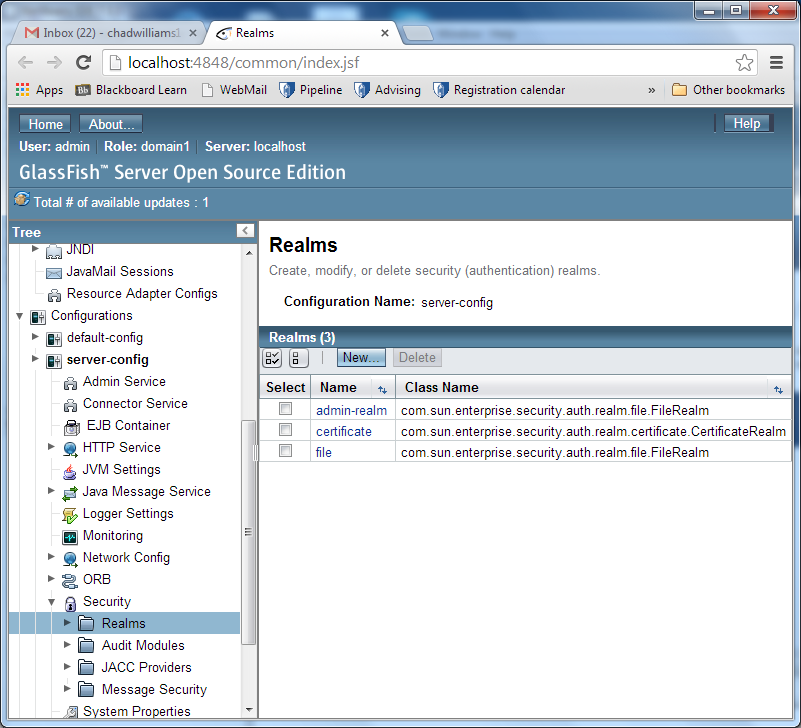 Inbox (22) - chadwilliams1
Realms
localhost:4848/common/index.jsf
Apps Bb Blackboard Learn WebMail Pipeline Advising Registration calendar » Other bookmarks
Home About... Help
User: admin Role: domain1 Server: localhost
GlassFish™ Server Open Source Edition
Total # of available updates : 1
Tree
JNDI
JavaMail Sessions
Resource Adapter Configs
Configurations
default-config
server-config
Admin Service
Connector Service
EJB Container
HTTP Service
JVM Settings
Java Message Service
Logger Settings
Monitoring
Network Config
ORB
Security
Realms
Audit Modules
JACC Providers
Message Security
System Properties
Realms
Create, modify, or delete security (authentication) realms.
Configuration Name: server-config
Realms (3)
New... Delete
Select Name Class Name
admin-realm com.sun.enterprise.security.auth.realm.file.FileRealm
certificate com.sun.enterprise.security.auth.realm.certificate.CertificateRealm
file com.sun.enterprise.security.auth.realm.file.FileRealm